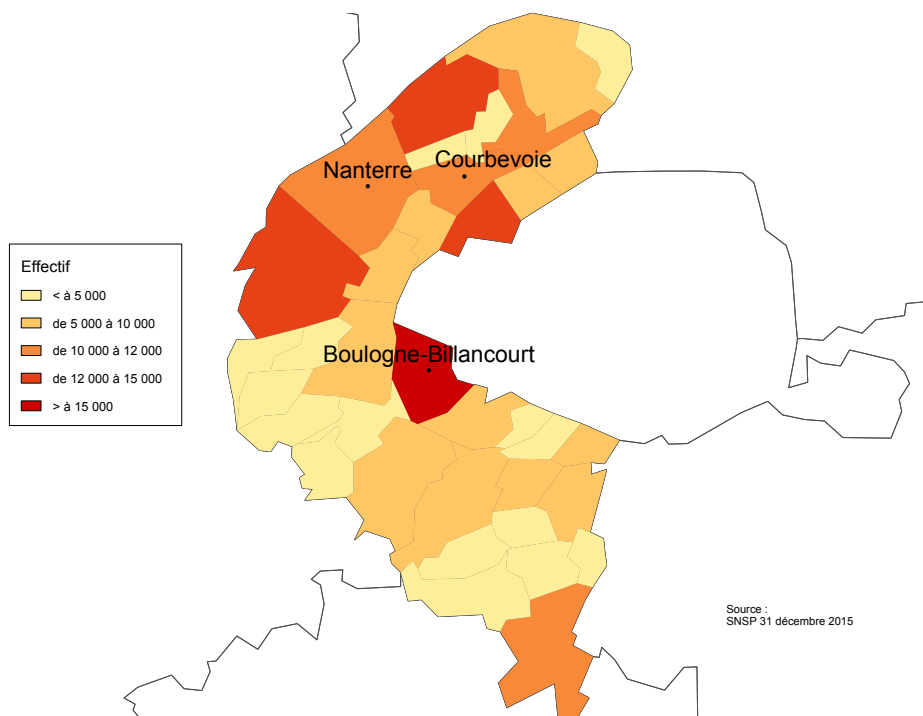 Nanterre
Courbevoie
Effectif
< à 5 000
de 5 000 à 10 000
de 10 000 à 12 000
de 12 000 à 15 000
> à 15 000
Boulogne-Billancourt
Source :
SNSP 31 décembre 2015